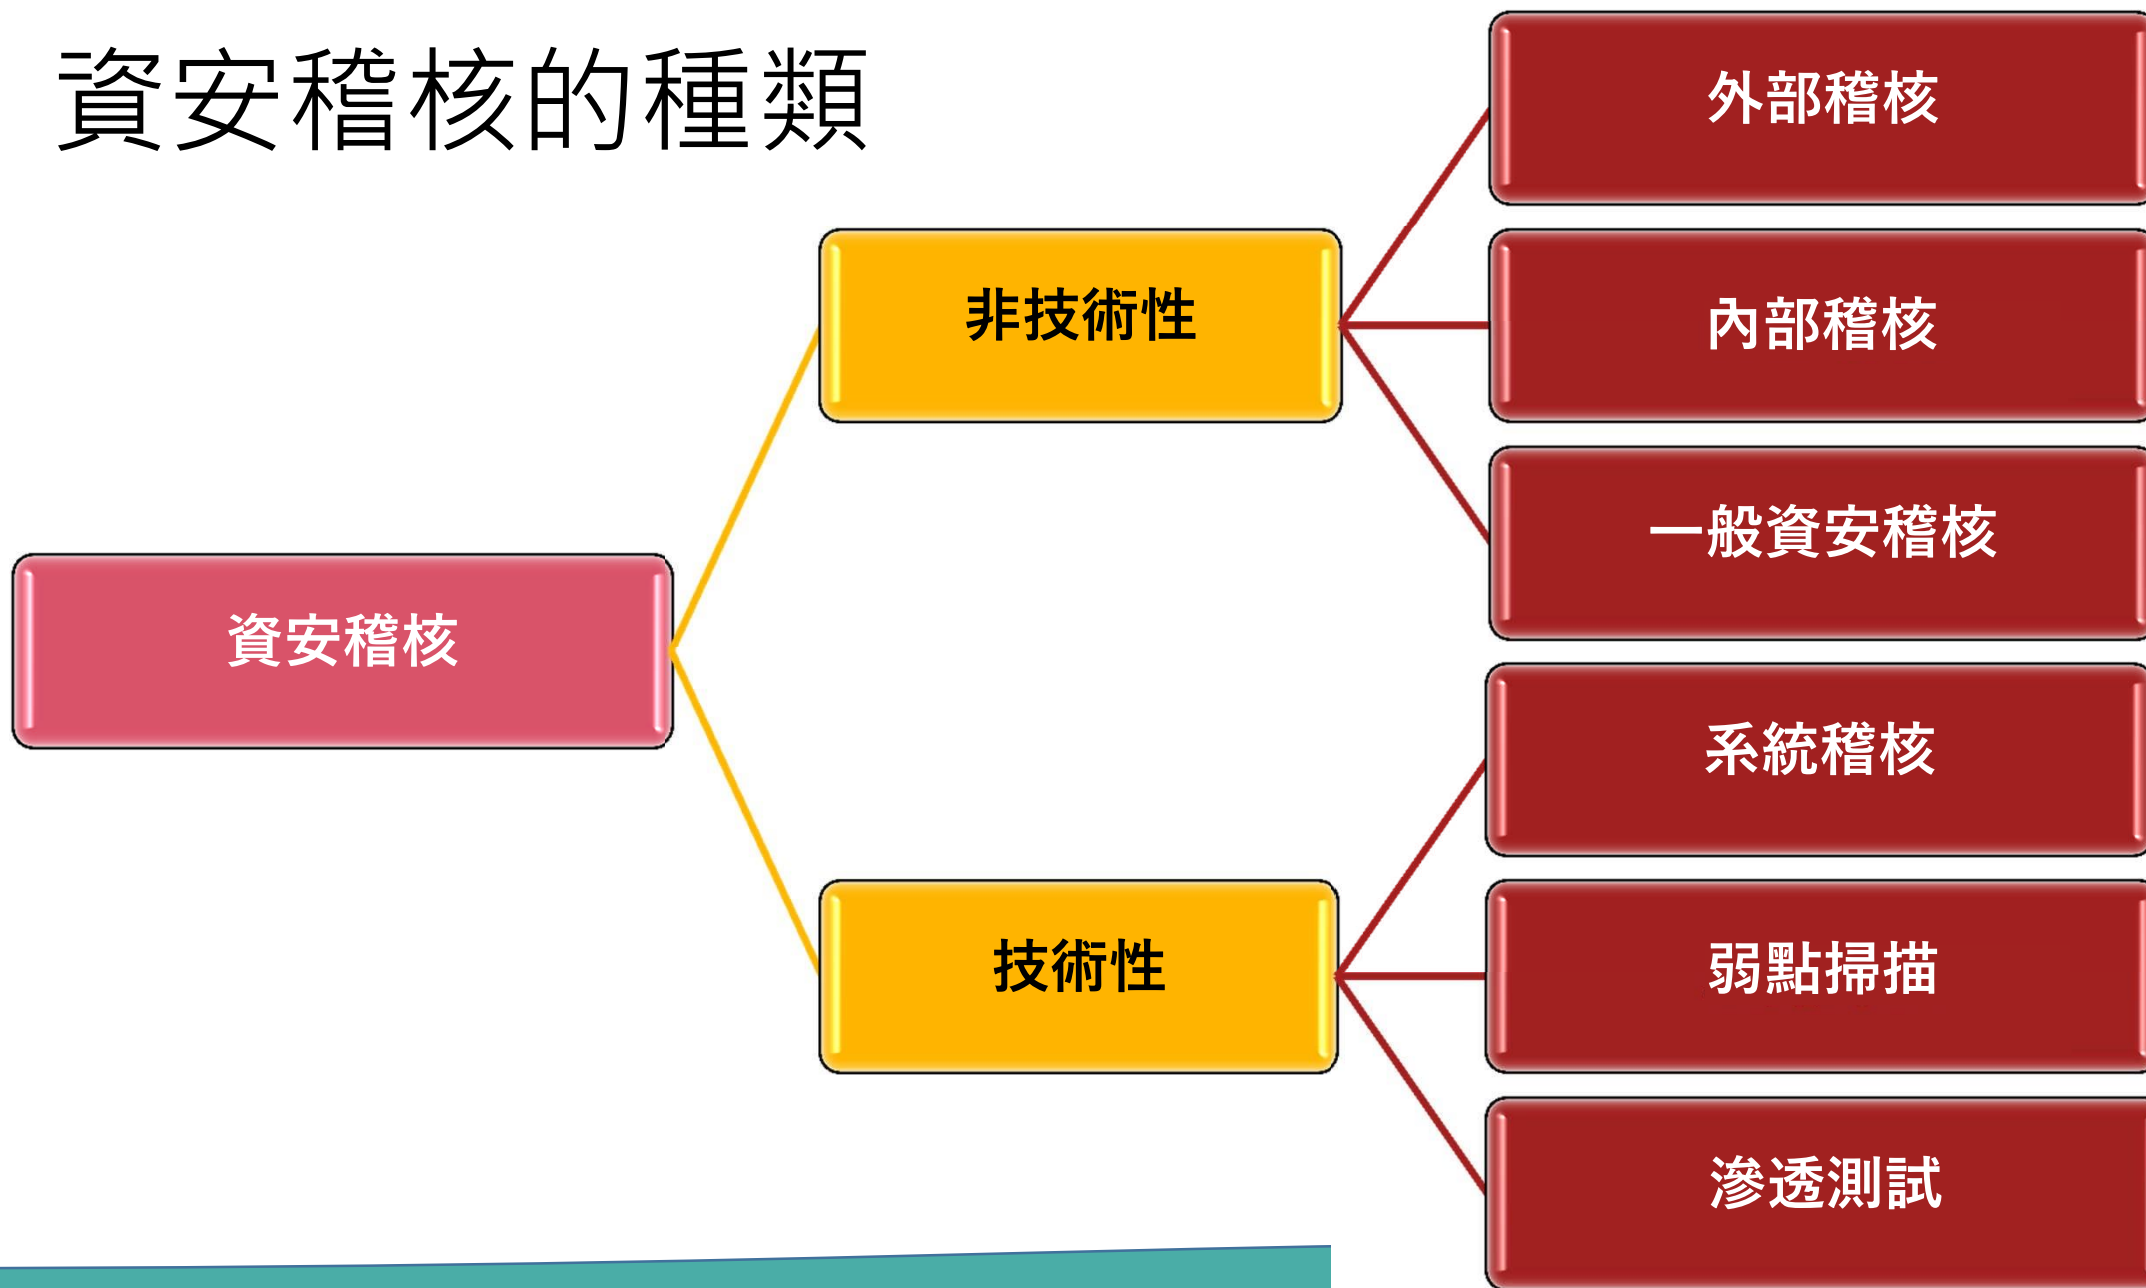 資安稽核的種類
外部稽核
非技術性
內部稽核
一般資安稽核
資安稽核
系統稽核
技術性
弱點掃描
滲透測試